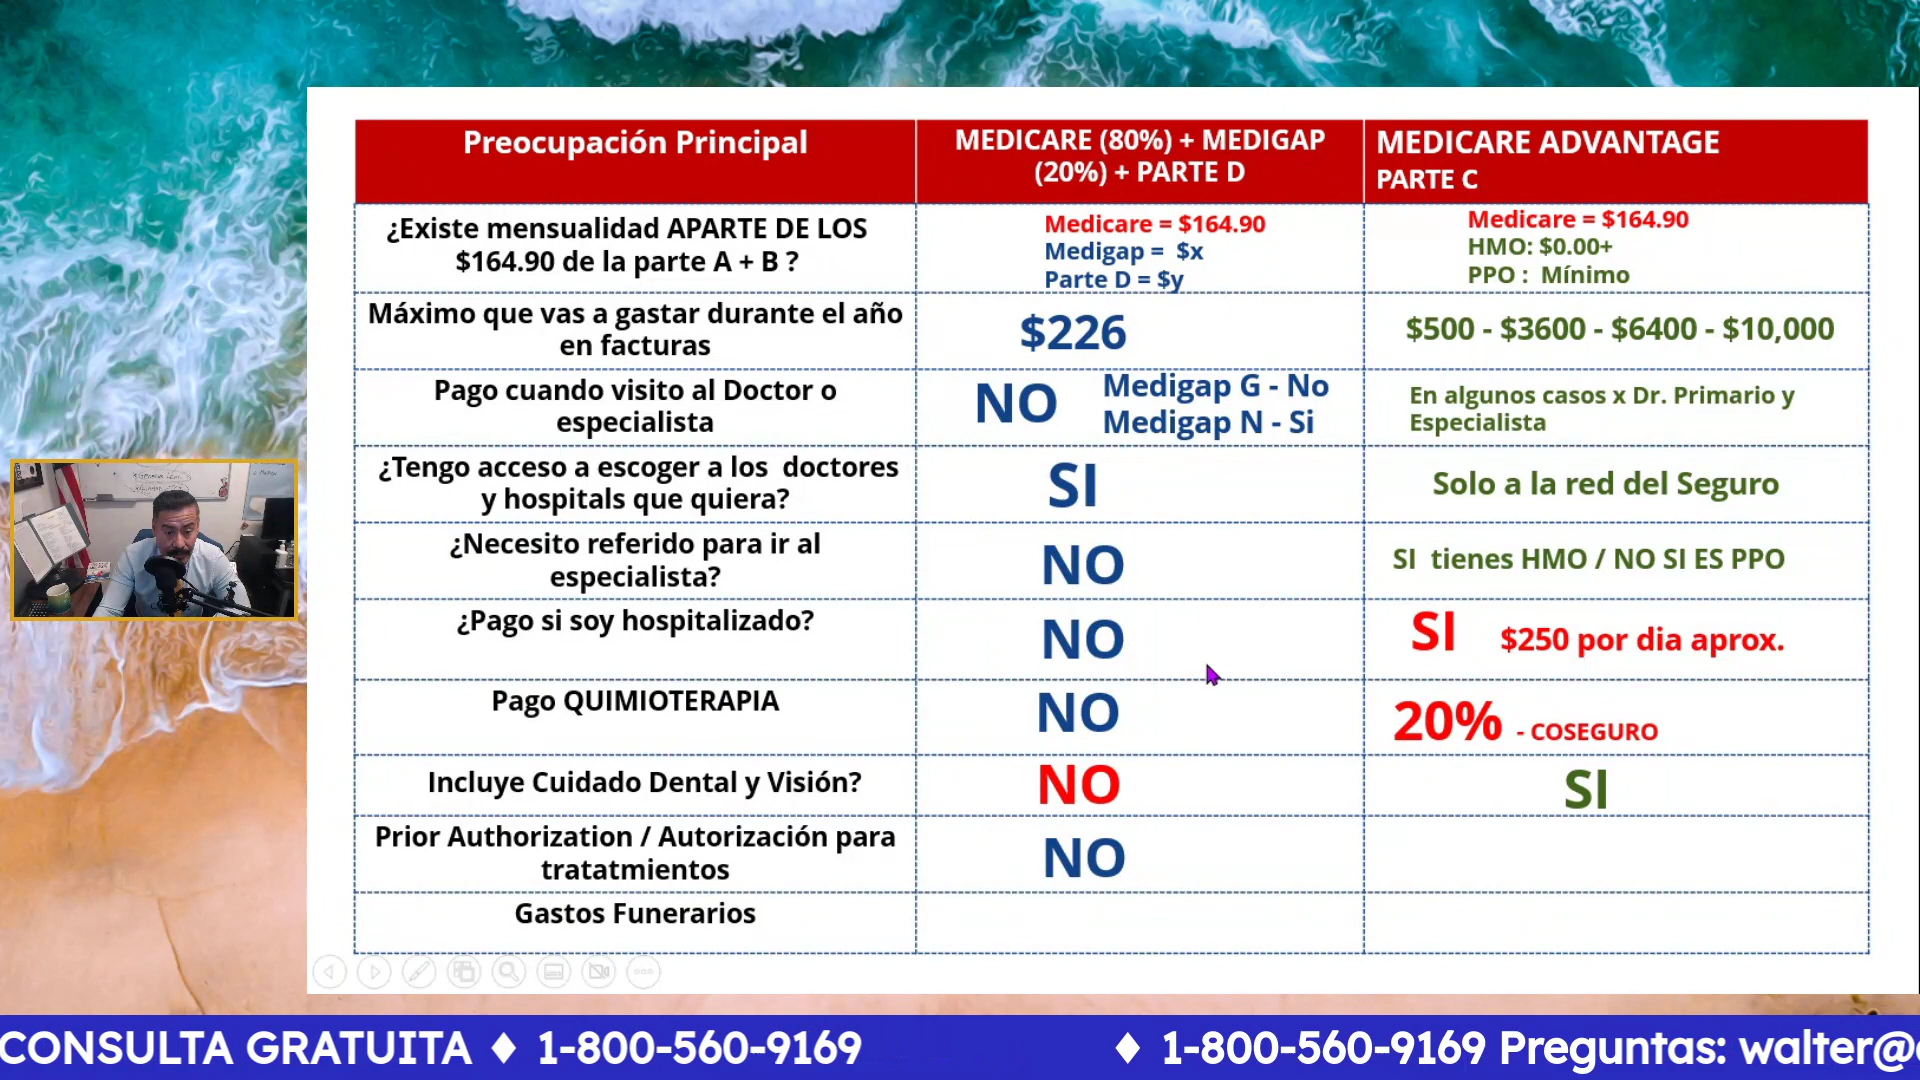 Preocupación Principal
MEDICARE (80%) + MEDIGAP
(20%) + PARTE D
MEDICARE ADVANTAGE
PARTE C
¿Existe mensualidad APARTE DE LOS
$164.90 de la parte A + B ?
Medicare = $164.90
Medigap = $x
Parte D = $y
Medicare = $164.90
HMO: $0.00+
PPO : Mínimo
Máximo que vas a gastar durante el año
en facturas
$226
$500 - $3600 - $6400 - $10,000
Pago cuando visito al Doctor o
especialista
NO
Medigap G - No
Medigap N - Si
En algunos casos x Dr. Primario y
Especialista
¿Tengo acceso a escoger a los doctores
y hospitals que quiera?
SI
Solo a la red del Seguro
¿Necesito referido para ir al
especialista?
NO
SI tienes HMO / NO SI ES PPO
¿Pago si soy hospitalizado?
NO
SI $250 por dia aprox.
Pago QUIMIOTERAPIA
NO
20% - COSEGURO
Incluye Cuidado Dental y Visión?
NO
SI
Prior Authorization / Autorización para
tratatmientos
NO
Gastos Funerarios
CONSULTA GRATUITA ♦ 1-800-560-9169 ♦ 1-800-560-9169 Preguntas: walter@